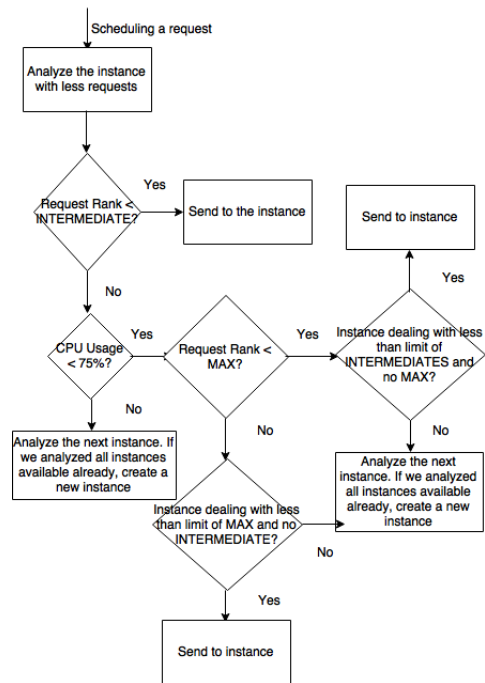 Scheduling a request
Analyze the instance
with less requests
Request Rank <
INTERMEDIATE?
Yes
Send to the instance
No
Send to instance
Yes
CPU Usage
< 75%?
Yes
Request Rank <
MAX?
Yes
Instance dealing with less
than limit of
INTERMEDIATES and
no MAX?
No
Analyze the next instance. If
we analyzed all instances
available already, create a
new instance
No
No
Analyze the next
instance. If we analyzed
all instances available
already, create a new
instance
Instance dealing with less
than limit of MAX and no
INTERMEDIATE?
No
Yes
Send to instance